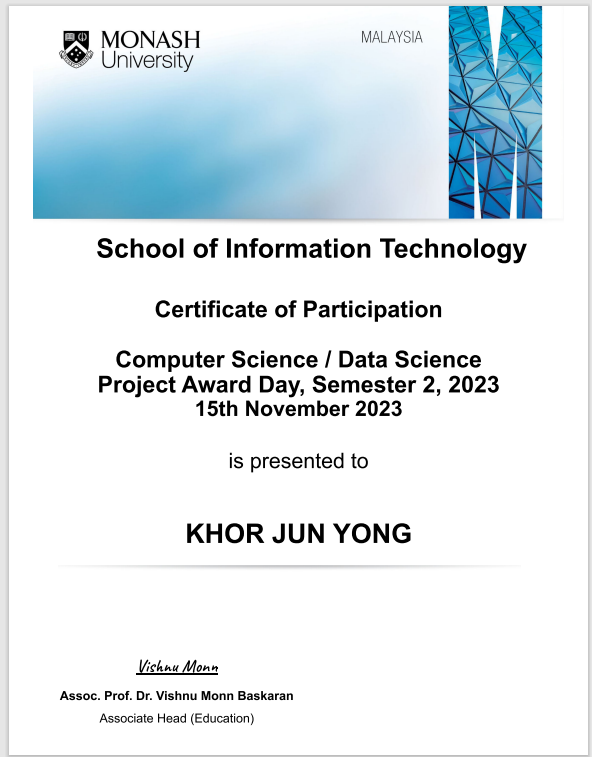 MONASH
University
MALAYSIA
School of Information Technology
Certificate of Participation
Computer Science / Data Science
Project Award Day, Semester 2, 2023
15th November 2023
is presented to
KHOR JUN YONG
Vishnu Monn
Assoc. Prof. Dr. Vishnu Monn Baskaran
Associate Head (Education)